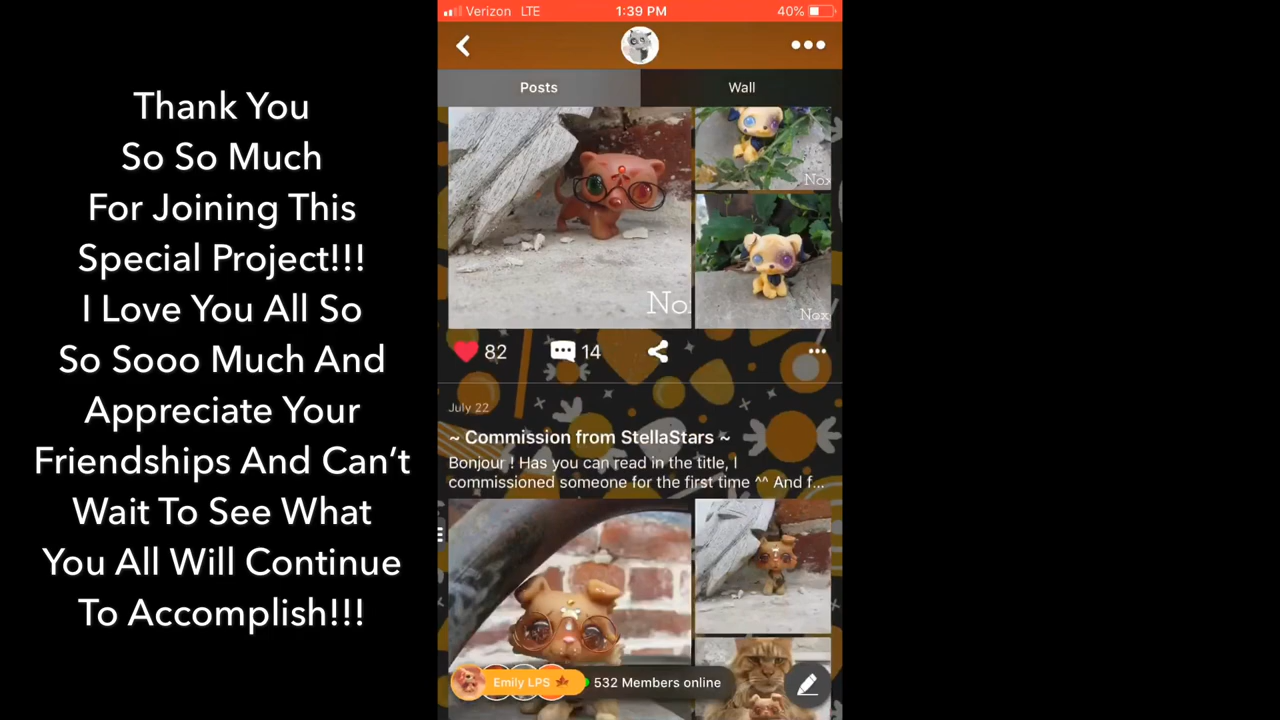 Thank You
So So Much
For Joining This
Special Project!!!
I Love You All So
So Sooo Much And
Appreciate Your
Friendships And Can’t
Wait To See What
You All Will Continue
To Accomplish!!!
Verizon LTE 1:39 PM 40%
Posts Wall
No
Nox
Nox
82 14
July 22
~ Commission from StellaStars ~
Bonjour ! Has you can read in the title, I
commissioned someone for the first time ^^ And f...
Emily LPS 532 Members online